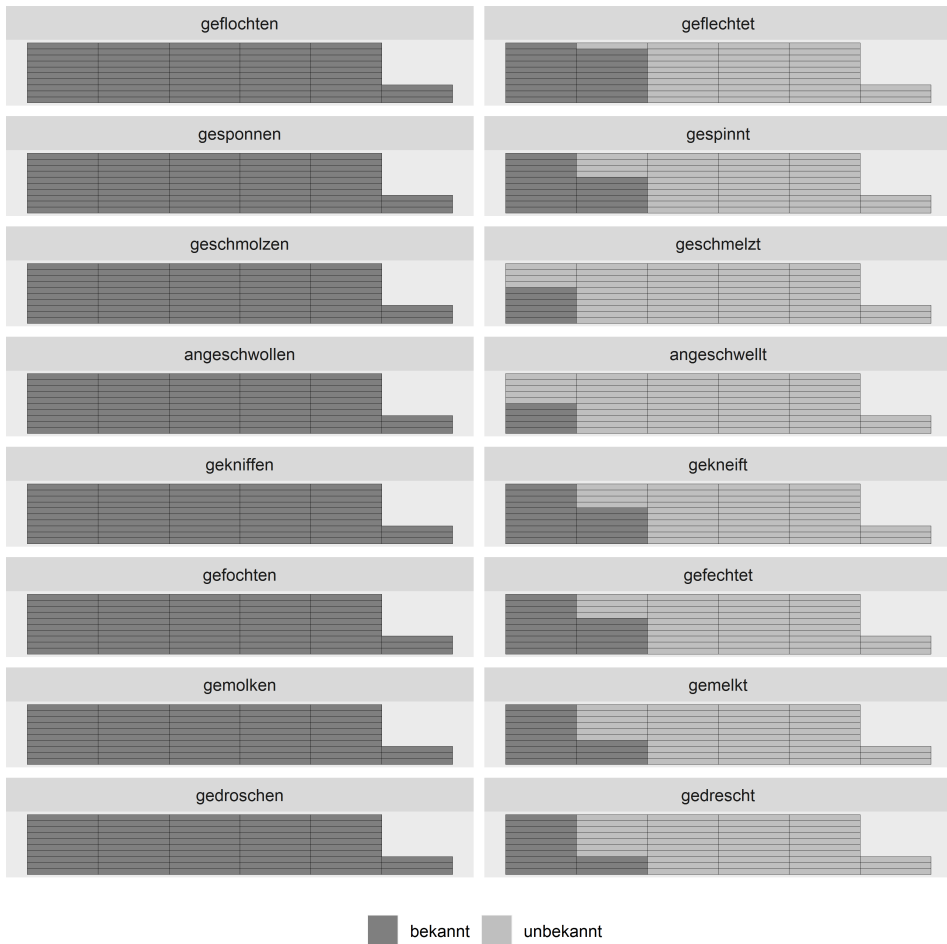 geflochten
geflechtet
gesponnen
gespinnt
geschmolzen
geschmelzt
angeschwollen
angeschwellt
gekniffen
gekneift
gefochten
gefechtet
gemolken
gemelkt
gedroschen
gedrescht
bekannt unbekannt